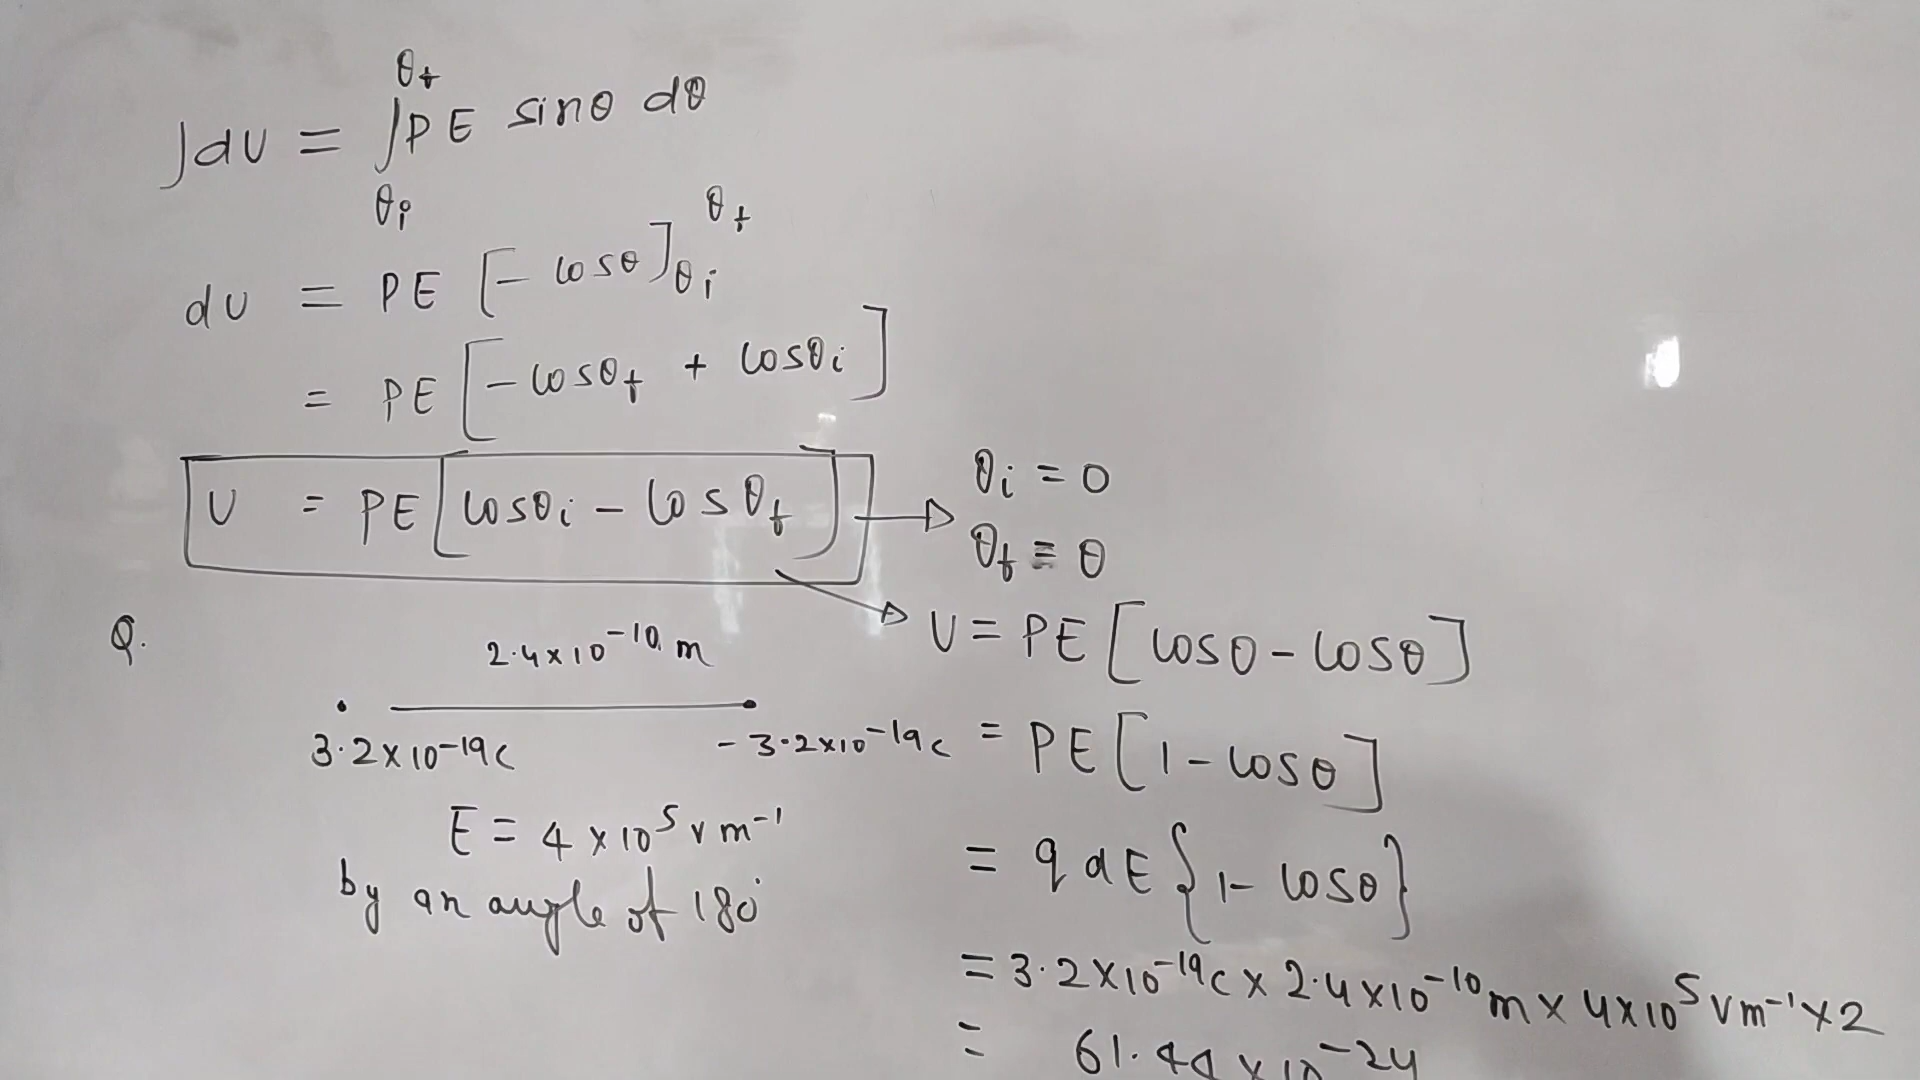 ∫dU = ∫PE sinθ dθ
θf
θi
dU = PE [- cosθ]θi θf
= PE [- cosθf + cosθi]
U = PE [cosθi - cosθf]
θi = 0
θf = θ
U = PE [cos0 - cosθ]
= PE [1 - cosθ]
= qdE {1 - cosθ}
= 3.2×10-19c × 2.4×10-10m × 4×105 vm-1 × 2
= 61.44 × 10-24
Q.
2.4×10-10 m
3.2×10-19c
- 3.2×10-19c
E = 4 × 105 vm-1
by an angle of 180°